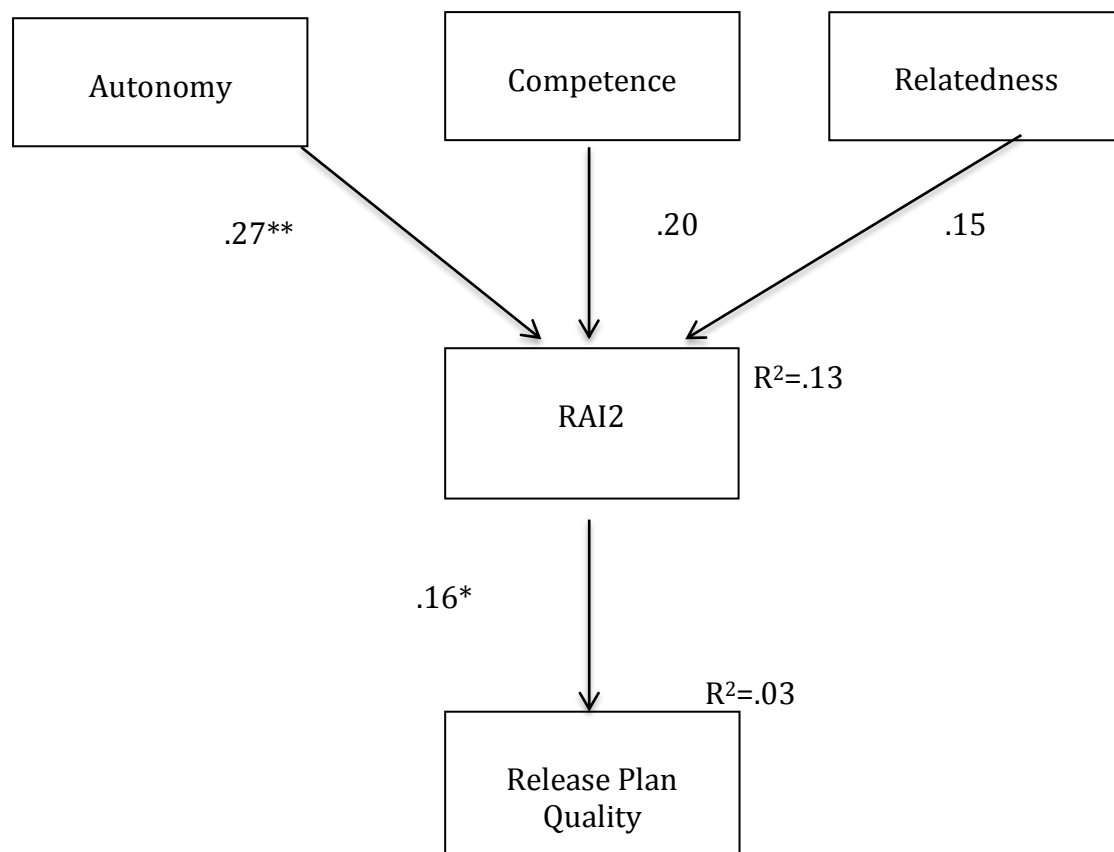 Autonomy
Competence
Relatedness
.27**
.20
.15
RAI2
R²=.13
.16*
R²=.03
Release Plan
Quality